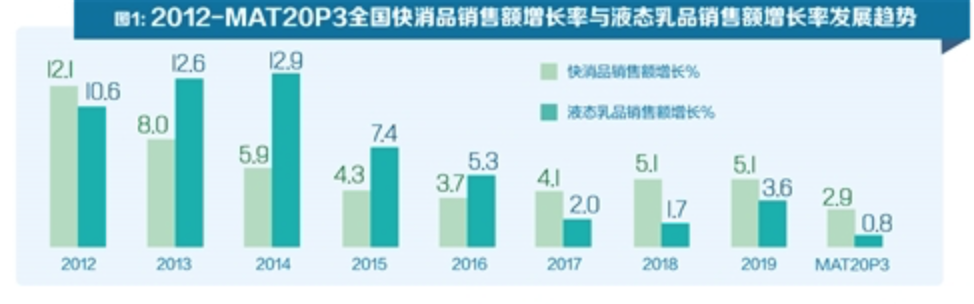 图1: 2012-MAT20P3全国快消品销售额增长率与液态乳品销售额增长率发展趋势
快消品销售额增长%
液态乳品销售额增长%
12.1 10.6 8.0 12.6 5.9 12.9 4.3 7.4 3.7 5.3 4.1 2.0 5.1 1.7 5.1 3.6 2.9 0.8
2012 2013 2014 2015 2016 2017 2018 2019 MAT20P3